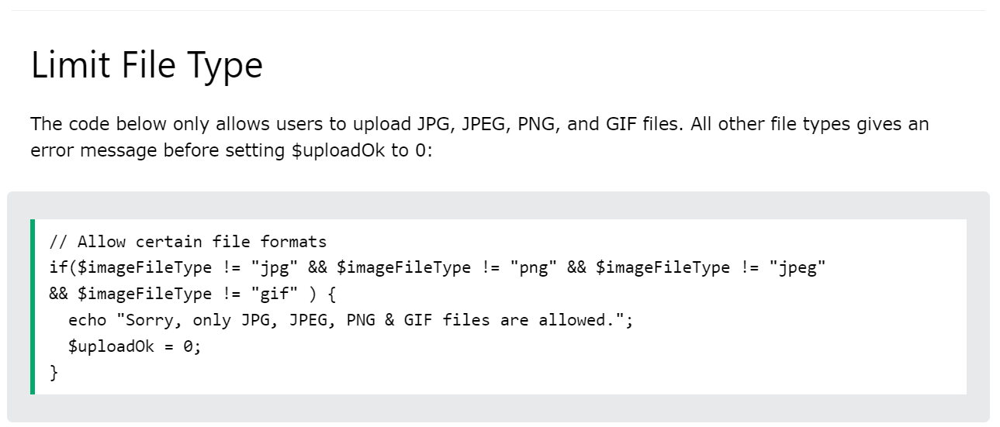 Limit File Type
The code below only allows users to upload JPG, JPEG, PNG, and GIF files. All other file types gives an
error message before setting $uploadOk to 0:
// Allow certain file formats
if($imageFileType != "jpg" && $imageFileType != "png" && $imageFileType != "jpeg"
&& $imageFileType != "gif" ) {
  echo "Sorry, only JPG, JPEG, PNG & GIF files are allowed.";
  $uploadOk = 0;
}